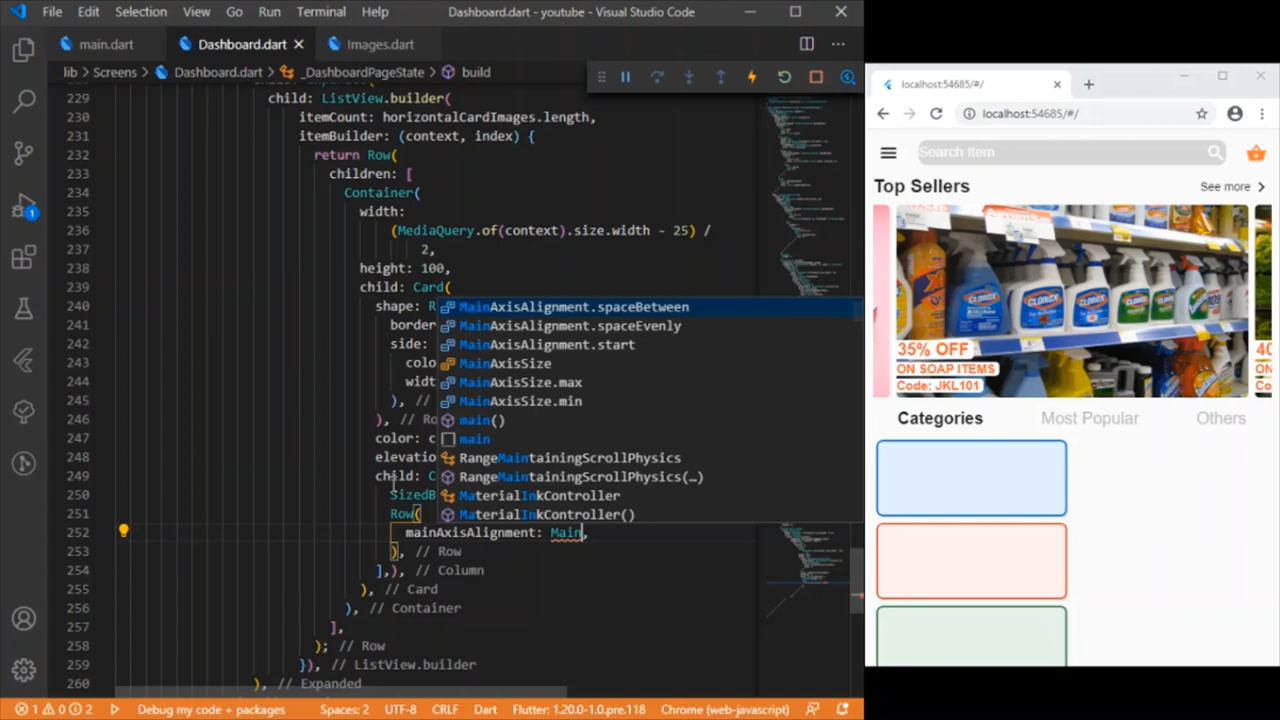 File Edit Selection View Go Run Terminal Help Dashboard.dart - youtube - Visual Studio Code
main.dart Dashboard.dart Images.dart
lib > Screens > Dashboard.dart > _DashboardPageState > build
229 child: ListView.builder(
230 itemCount: horizontalCardImages.length,
231 itemBuilder: (context, index) {
232 return Row(
233 children: [
234 Container(
235 width:
236 (MediaQuery.of(context).size.width - 25) /
237 2,
238 height: 100,
239 child: Card(
240 shape: R
241 border
242 side:
243 colo
244 widt
245 ), //
246 ), // Ro
247 color: c
248 elevatio
249 child: C
250 SizedB
251 Row(
252 mainAxisAlignment: Main,
253 ), // Row
254 ],), // Column
255 ), // Card
256 ), // Container
257 ],
258 ); // Row
259 }), // ListView.builder
260 ), // Expanded
MainAxisAlignment.spaceBetween
MainAxisAlignment.spaceEvenly
MainAxisAlignment.start
MainAxisSize
MainAxisSize.max
MainAxisSize.min
main()
main
RangeMaintainingScrollPhysics
RangeMaintainingScrollPhysics(…)
MaterialInkController
MaterialInkController()
1
1 0 2 Debug my code + packages Spaces: 2 UTF-8 CRLF Dart Flutter: 1.20.0-1.0.pre.118 Chrome (web-javascript)
localhost:54685/#/
localhost:54685/#/
Search Item
Top Sellers See more
CLOROX
35% OFF
ON SOAP ITEMS
Code: JKL101
Categories Most Popular Others